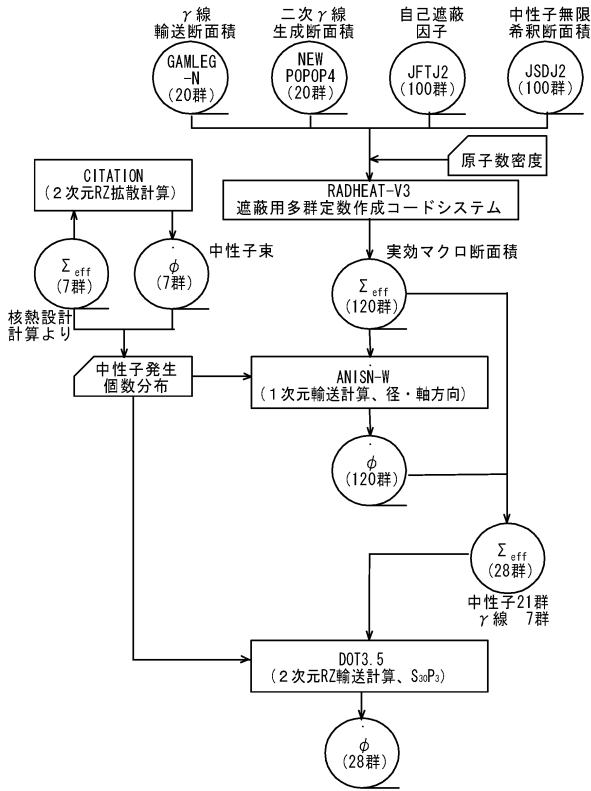 γ線
輸送断面積
二次γ線
生成断面積
自己遮蔽
因子
中性子無限
希釈断面積
GAMLEG
-N
(20群)
NEW
POPOP4
(20群)
JFTJ2
(100群)
JSDJ2
(100群)
原子数密度
CITATION
(2次元RZ拡散計算)
RADHEAT-V3
遮蔽用多群定数作成コードシステム
Σeff
(7群)
φ
(7群)
中性子束
実効マクロ断面積
Σeff
(120群)
核熱設計
計算より
中性子発生
個数分布
ANISN-W
(1次元輸送計算、径・軸方向)
φ
(120群)
Σeff
(28群)
中性子21群
γ線 7群
DOT3.5
(2次元RZ輸送計算、S30P3)
φ
(28群)